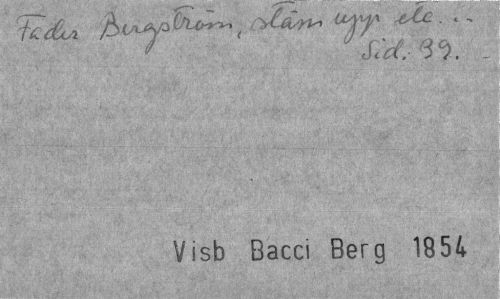 Fader Bergström, stäm upp etc. ..
Sid. 39.
Visb Bacci Berg 1854